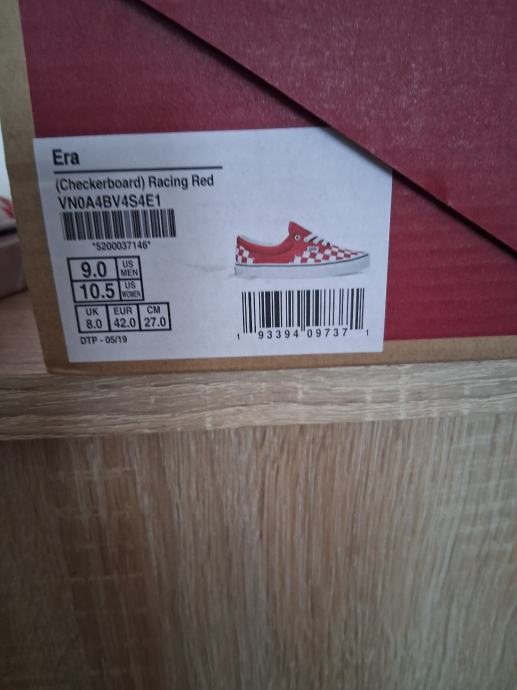 Era
(Checkerboard) Racing Red
VN0A4BV4S4E1
*S200037146*
9.0 US MEN
10.5 US WOMEN
UK 8.0 EUR 42.0 CM 27.0
DTP - 05/19
1 93394 09737 1